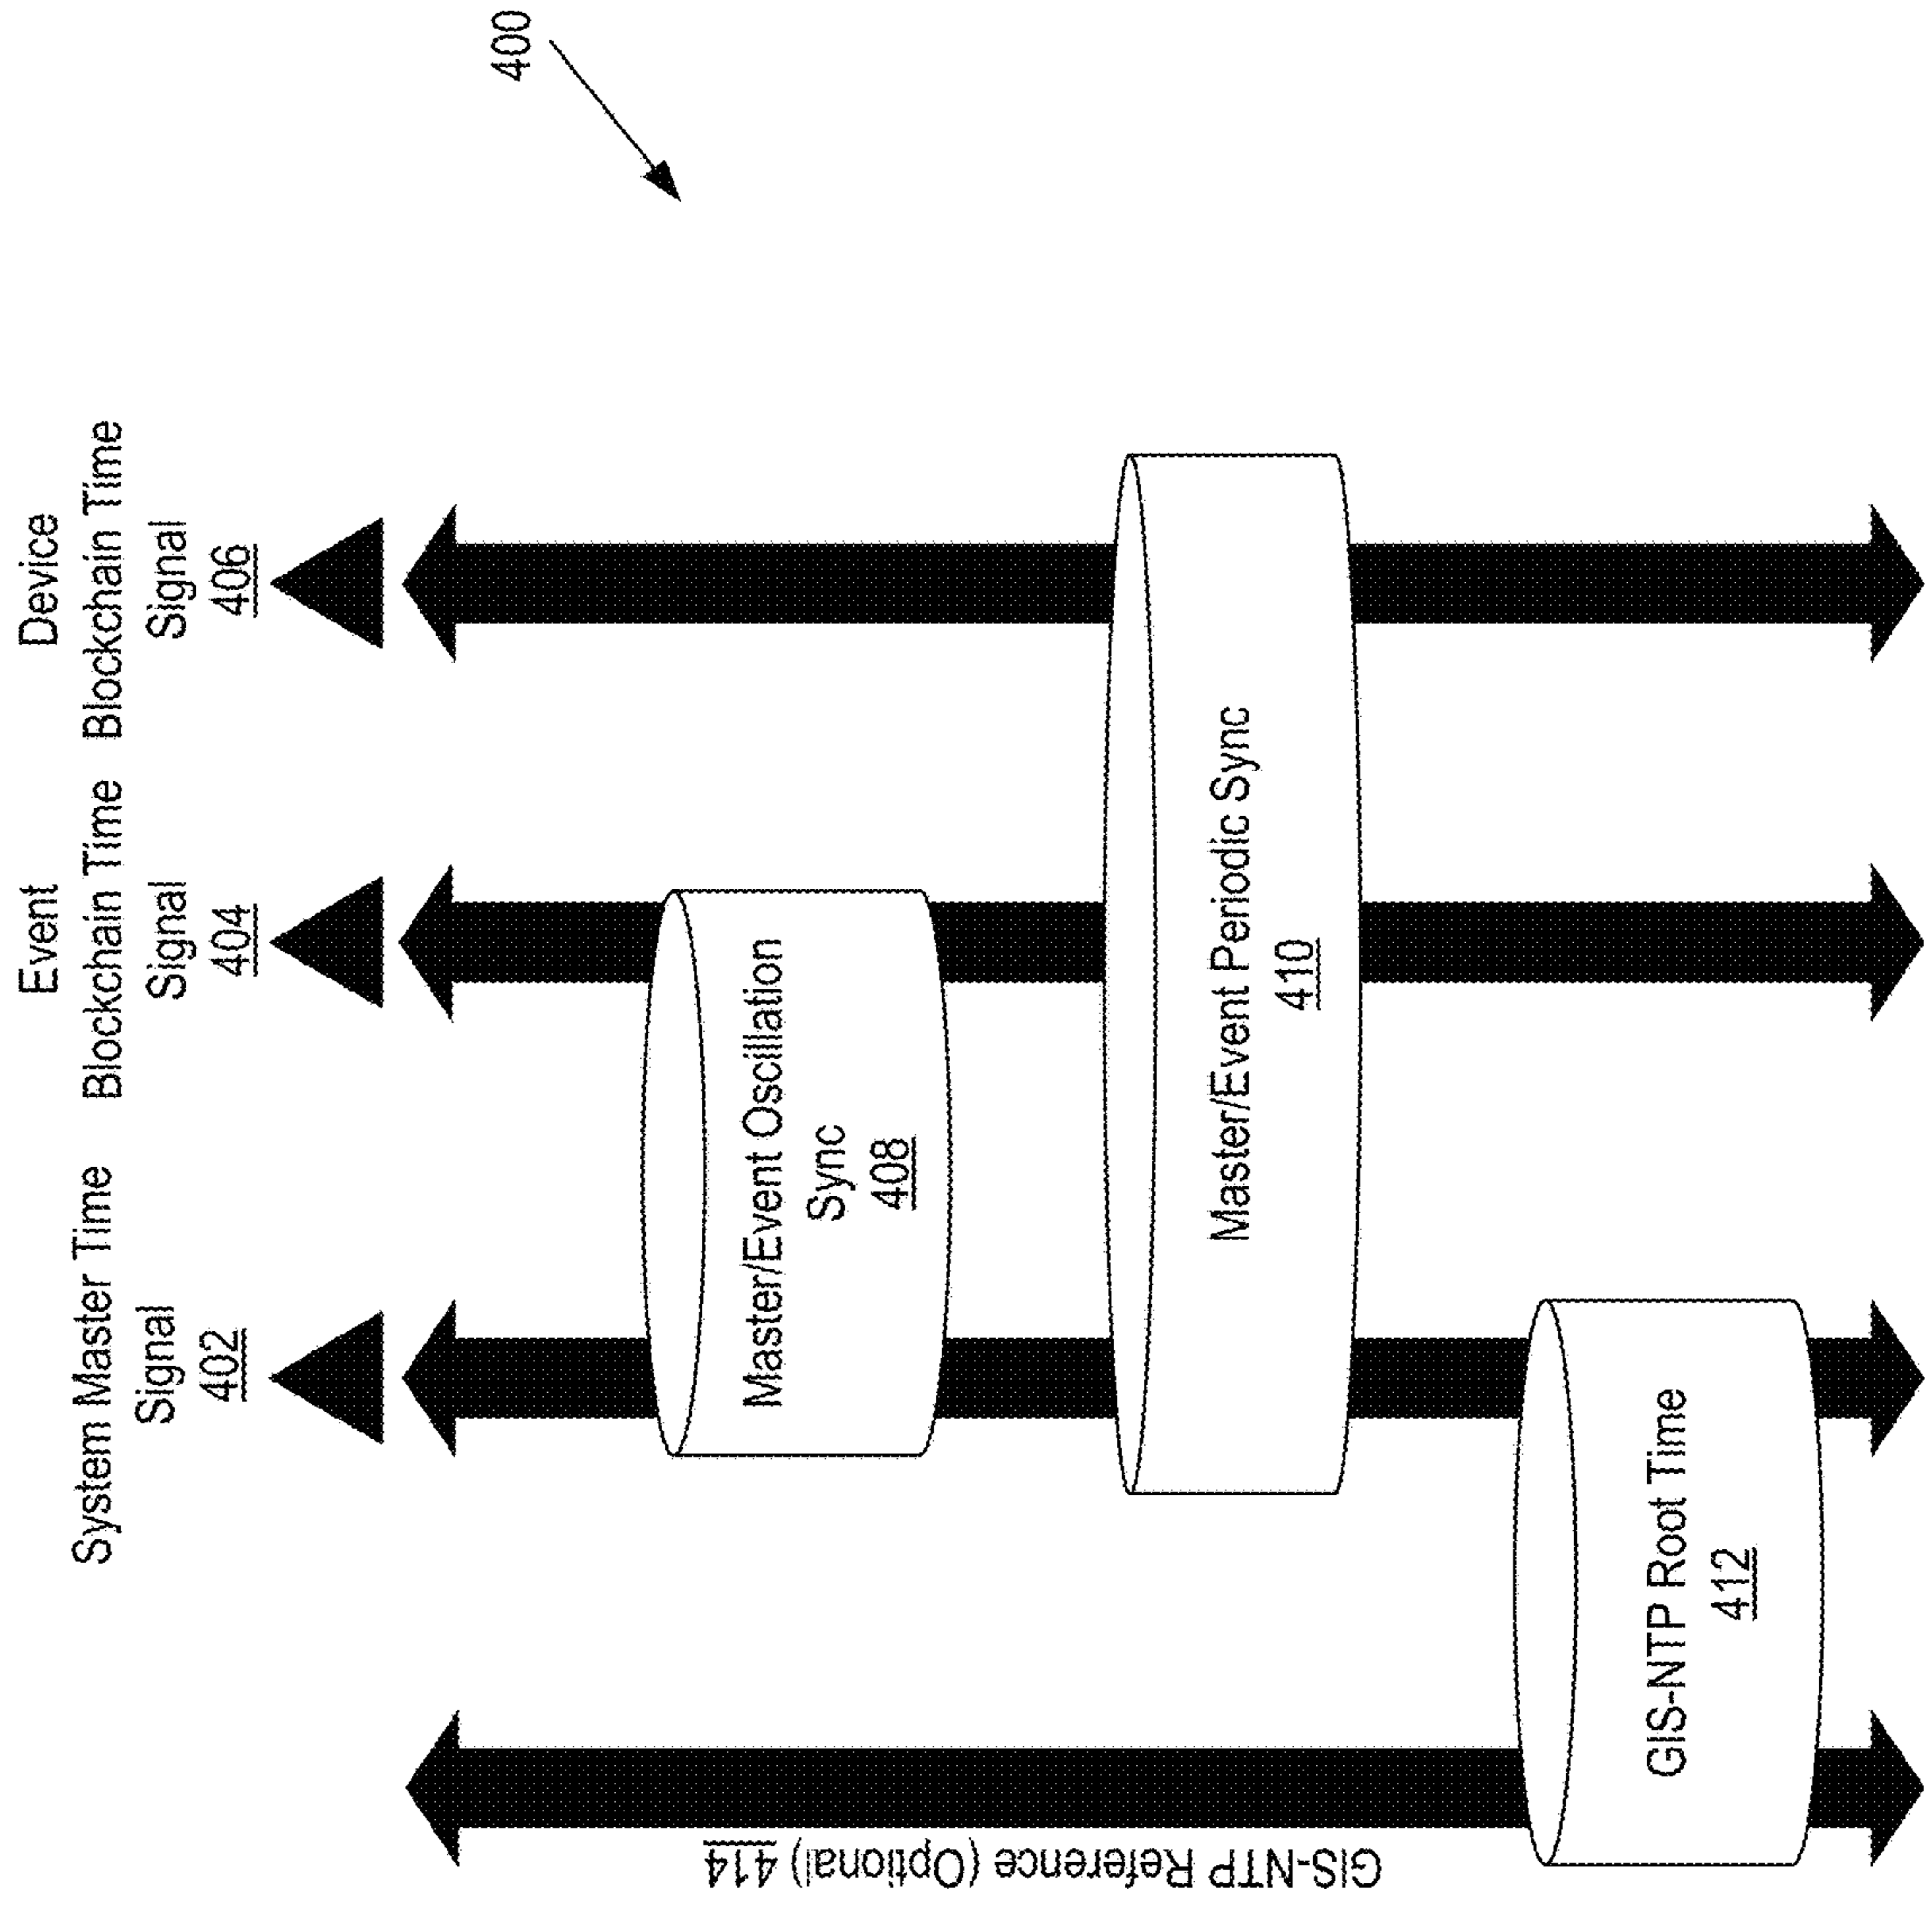 400
System Master Time
Signal
402
Event
Blockchain Time
Signal
404
Device
Blockchain Time
Signal
406
Master/Event Oscillation
Sync
408
Master/Event Periodic Sync
410
GIS-NTP Root Time
412
GIS-NTP Reference (Optional) 414